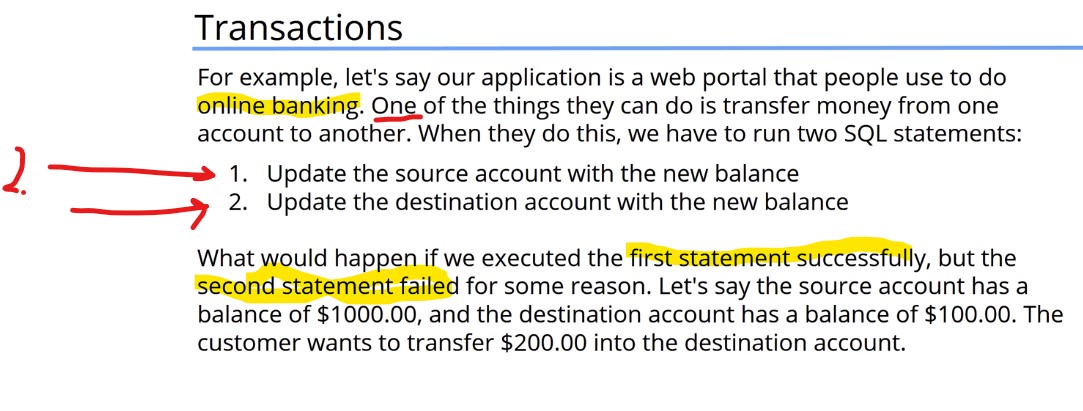 Transactions
For example, let's say our application is a web portal that people use to do
online banking. One of the things they can do is transfer money from one
account to another. When they do this, we have to run two SQL statements:
2.
1. Update the source account with the new balance
2. Update the destination account with the new balance
What would happen if we executed the first statement successfully, but the
second statement failed for some reason. Let's say the source account has a
balance of $1000.00, and the destination account has a balance of $100.00. The
customer wants to transfer $200.00 into the destination account.